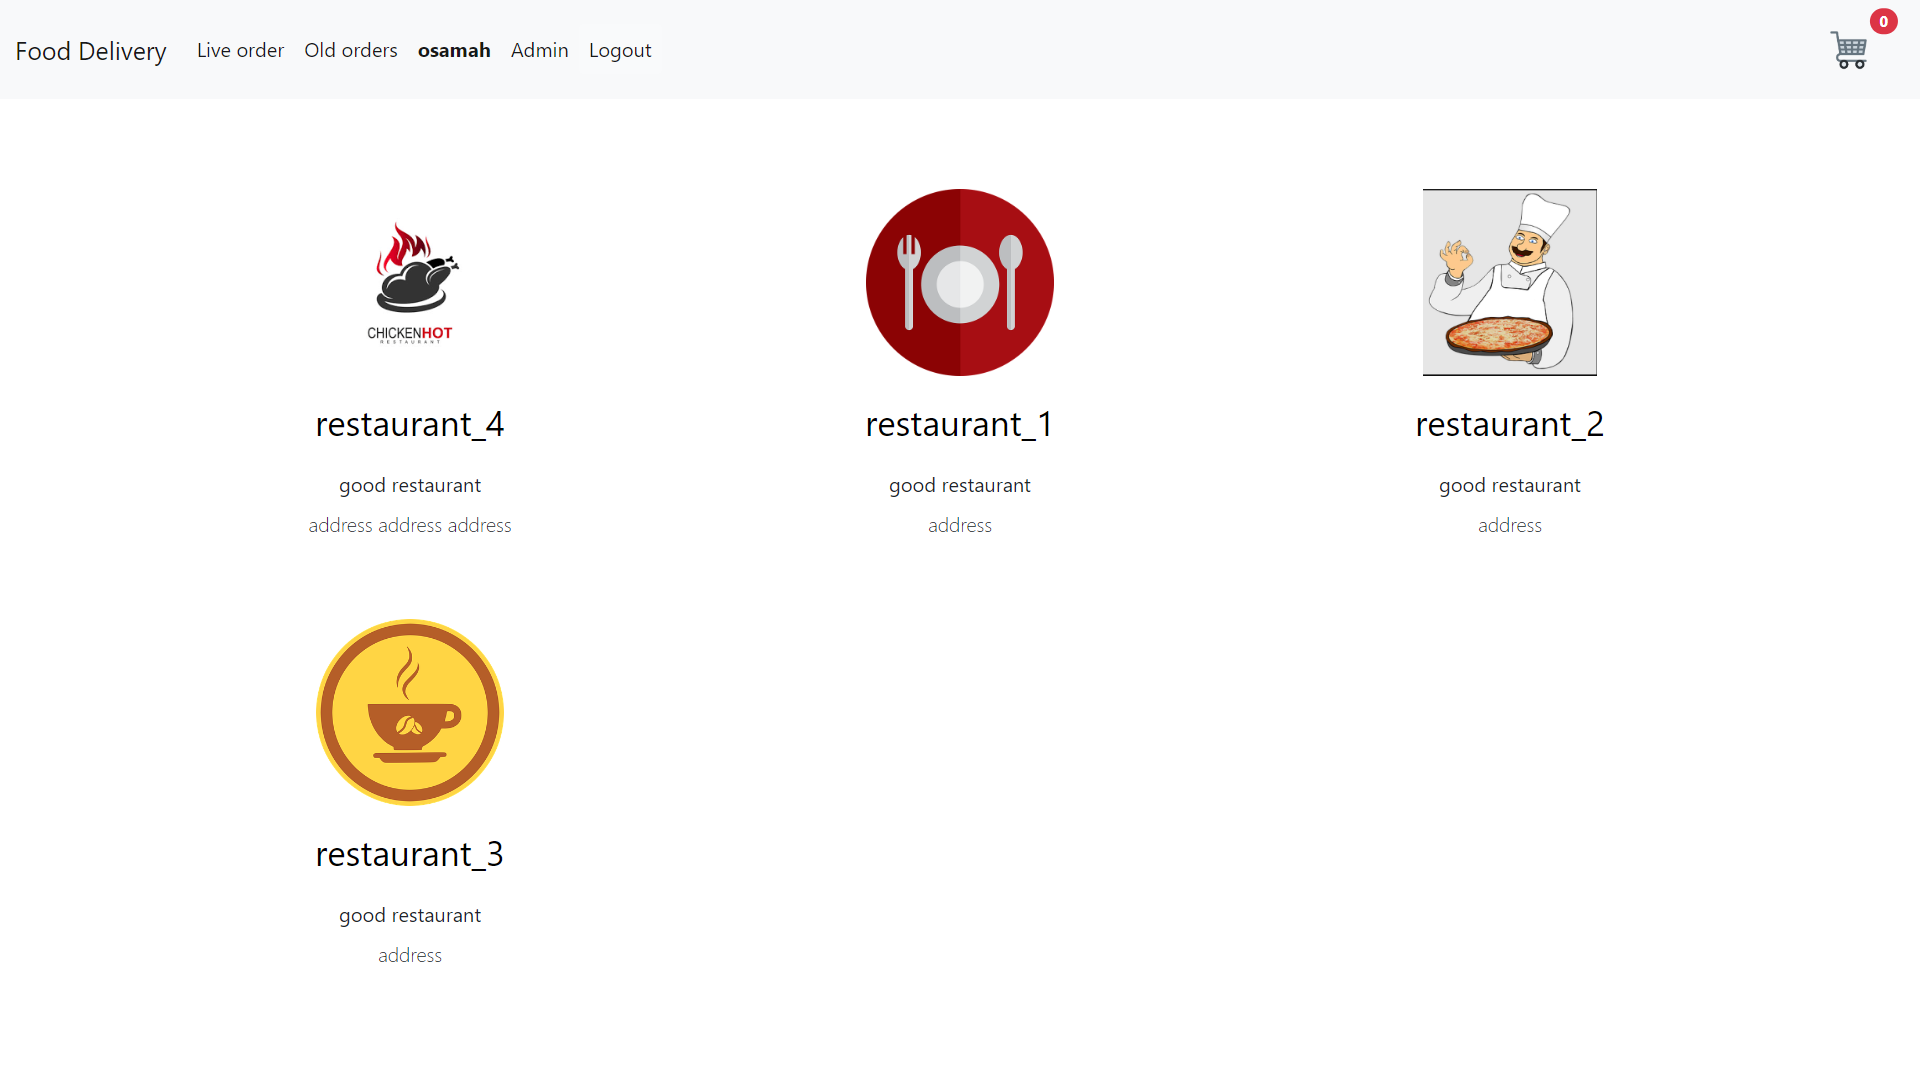 Food Delivery Live order Old orders osamah Admin Logout 0
CHICKENHOT
RESTAURANT
restaurant_4
good restaurant
address address address
restaurant_1
good restaurant
address
restaurant_2
good restaurant
address
restaurant_3
good restaurant
address